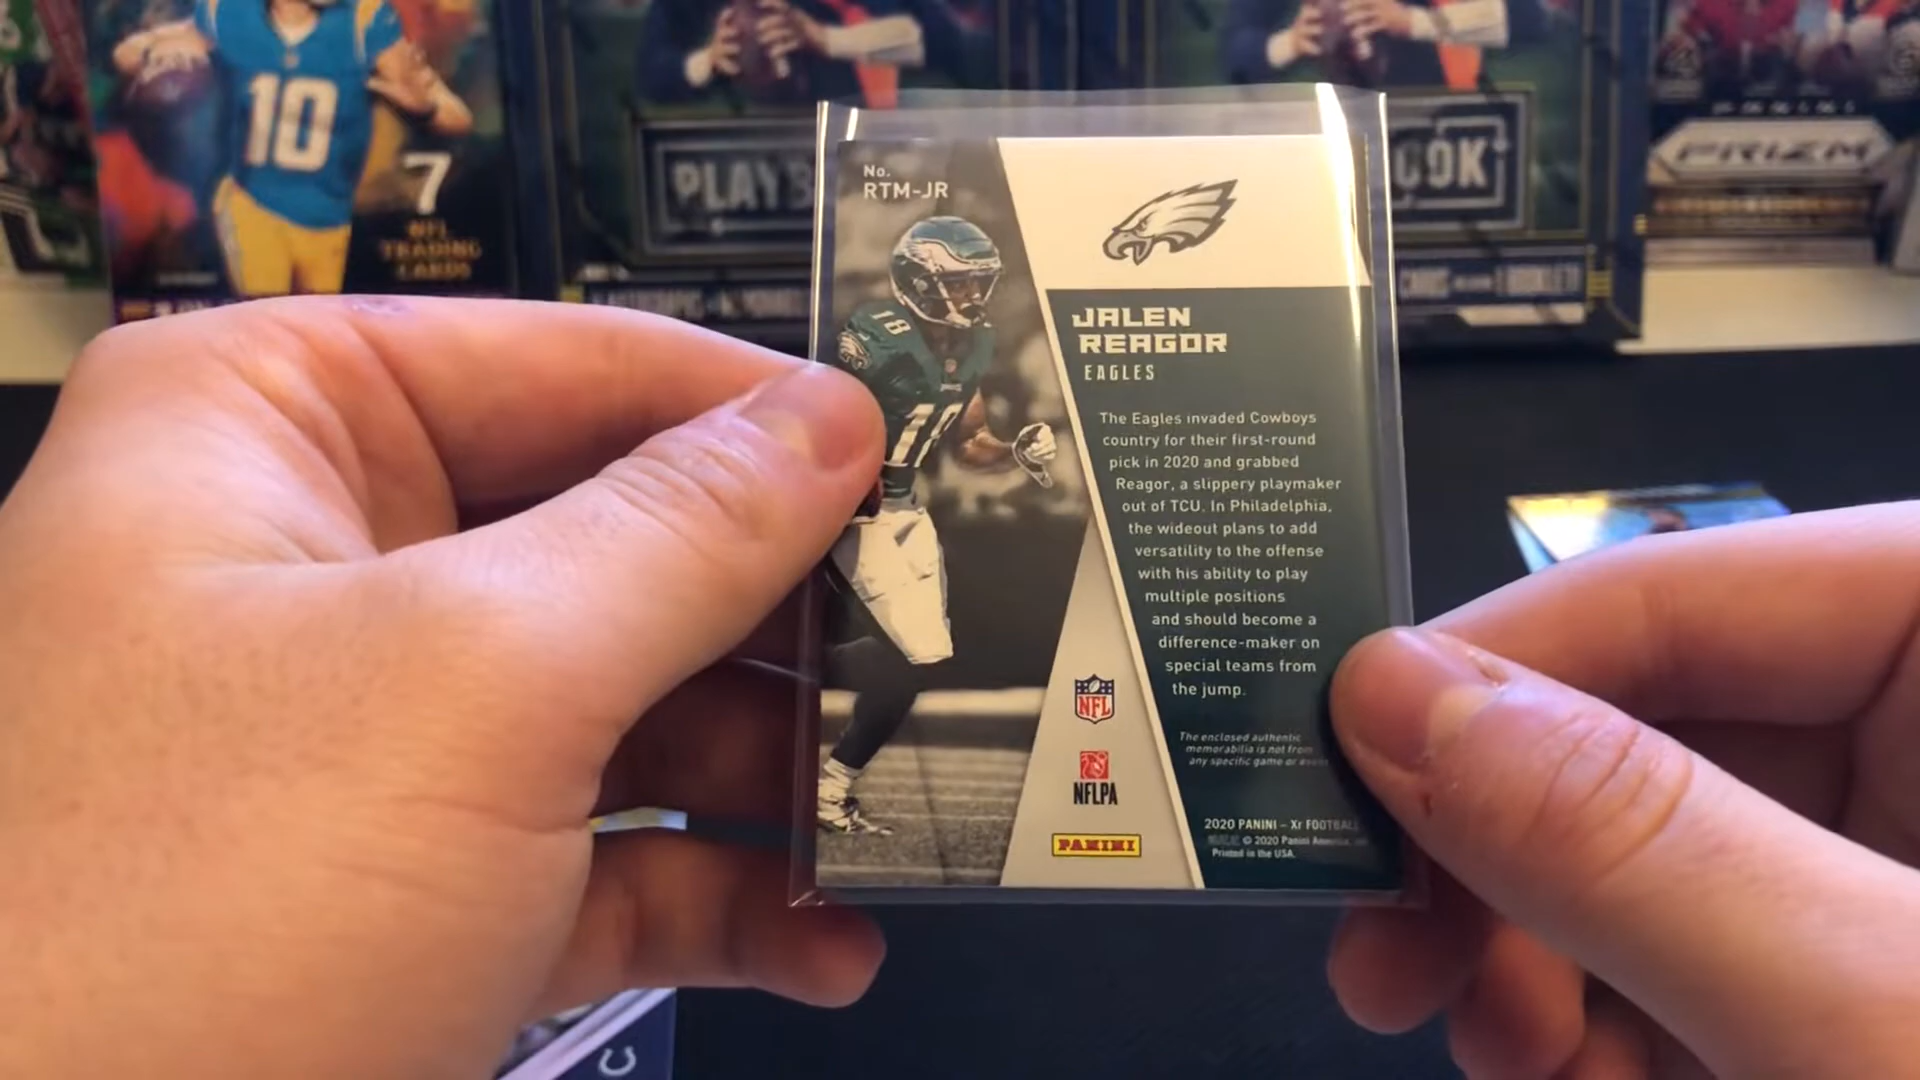 10
7
NFL
TRADING
CARDS
PLAYB
OOK
PRIZM
No.
RTM-JR
18
18
JALEN
REAGOR
EAGLES
The Eagles invaded Cowboys
country for their first-round
pick in 2020 and grabbed
Reagor, a slippery playmaker
out of TCU. In Philadelphia,
the wideout plans to add
versatility to the offense
with his ability to play
multiple positions
and should become a
difference-maker on
special teams from
the jump.
NFL
NFLPA
PANINI
The enclosed authentic
memorabilia is not from
any specific game or
2020 PANINI – Xr FOOTBALL
© 2020 Panini America,
Printed in the USA.